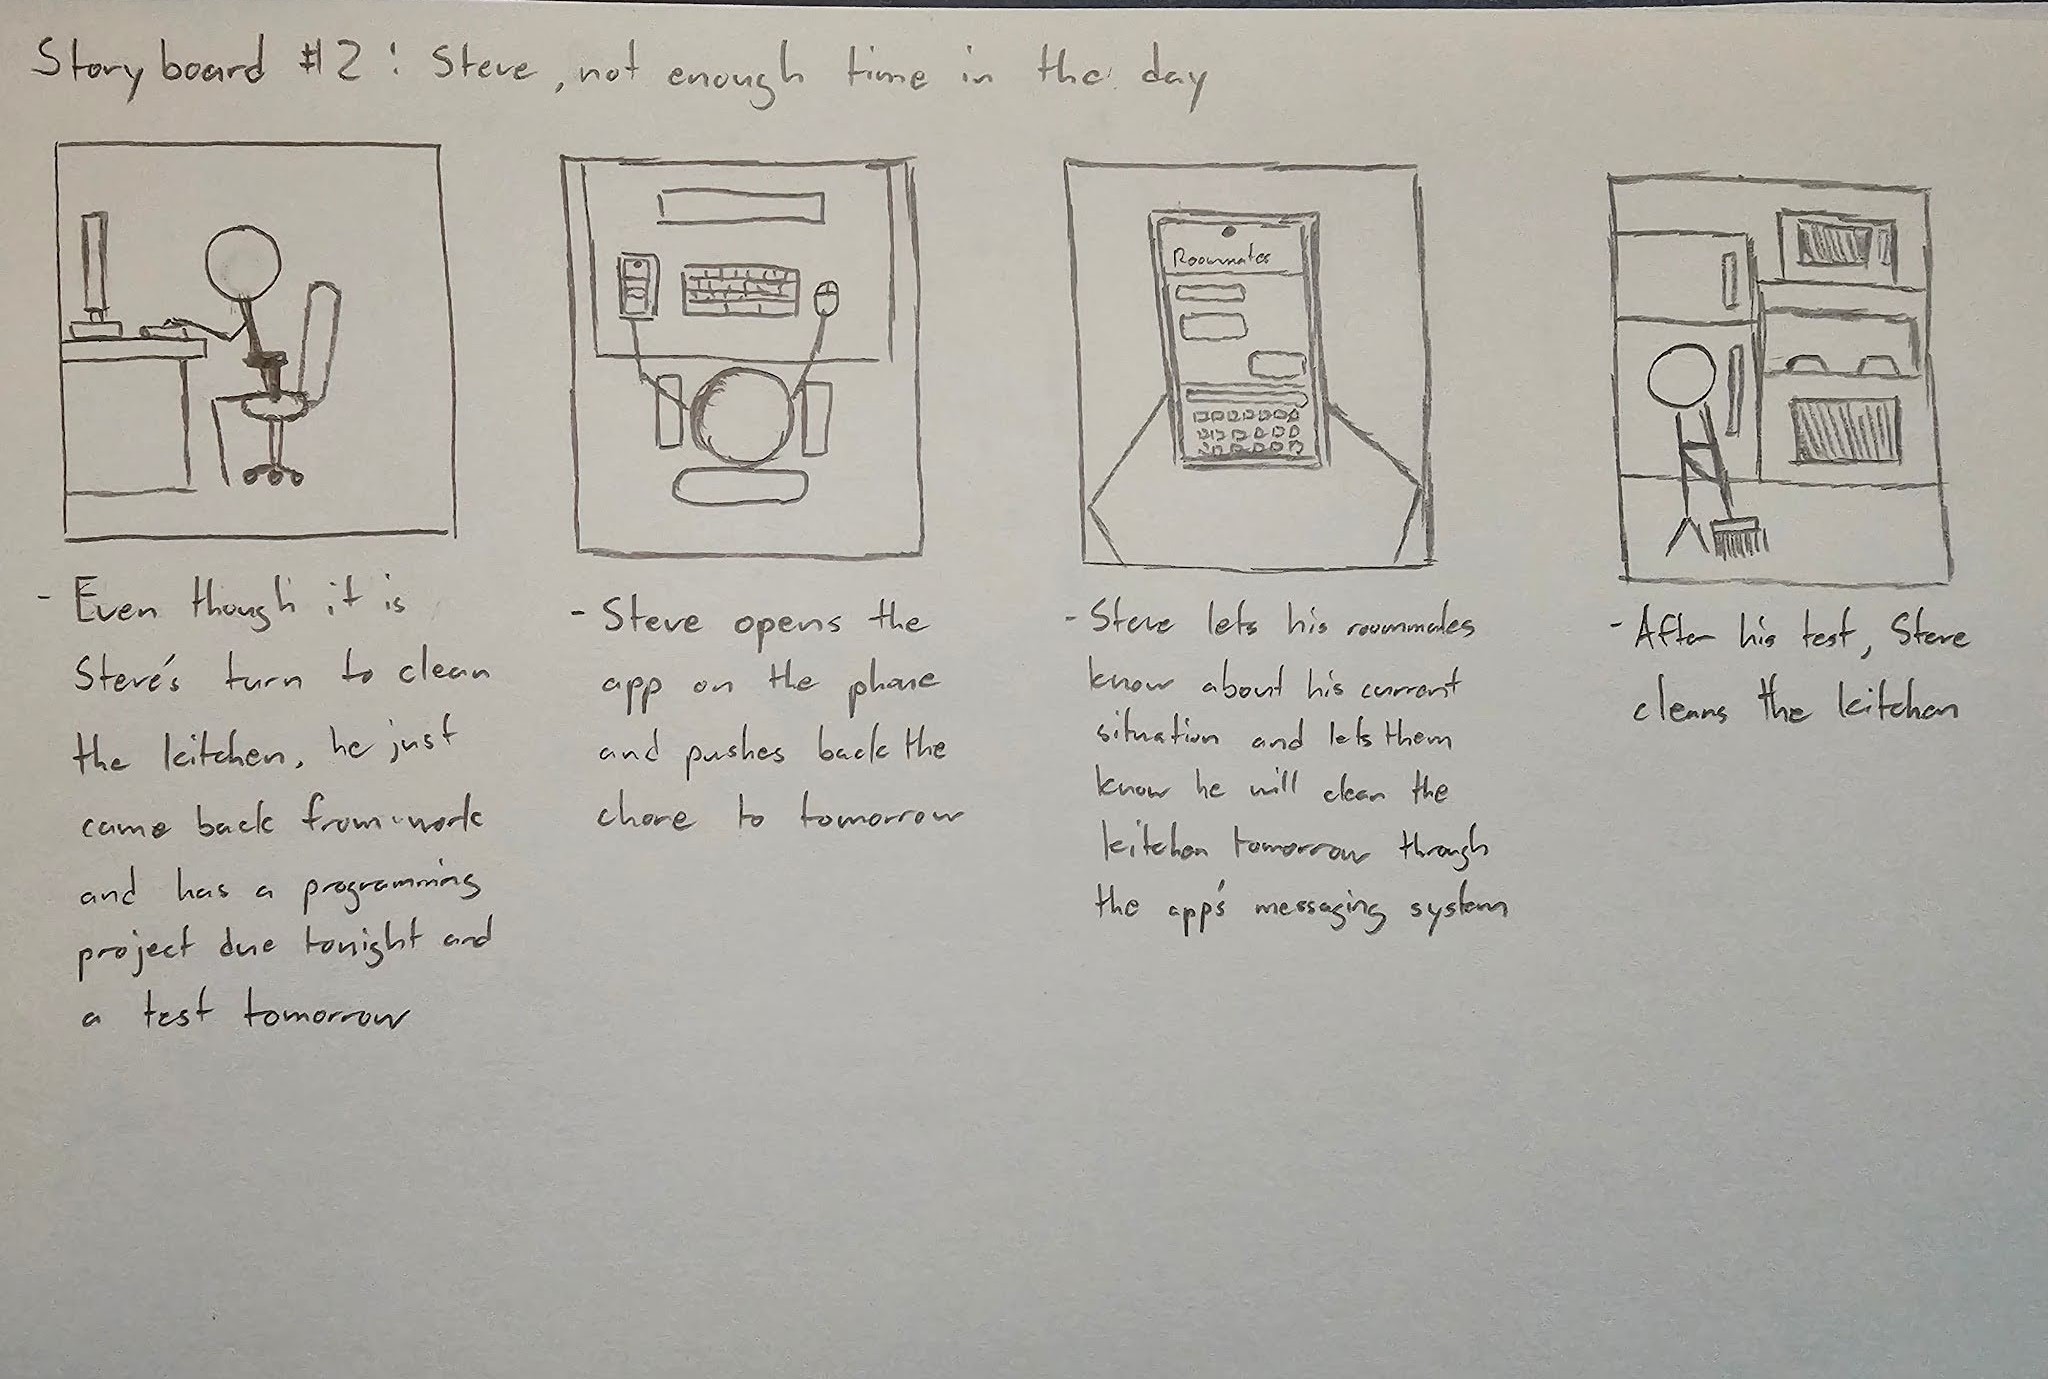 Storyboard #2: Steve, not enough time in the day
Roommates
- Even though it is
Steve's turn to clean
the kitchen, he just
came back from work
and has a programming
project due tonight and
a test tomorrow
- Steve opens the
app on the phone
and pushes back the
chore to tomorrow
- Steve lets his roommates
know about his current
situation and lets them
know he will clean the
kitchen tomorrow through
the app's messaging system
- After his test, Steve
cleans the kitchen